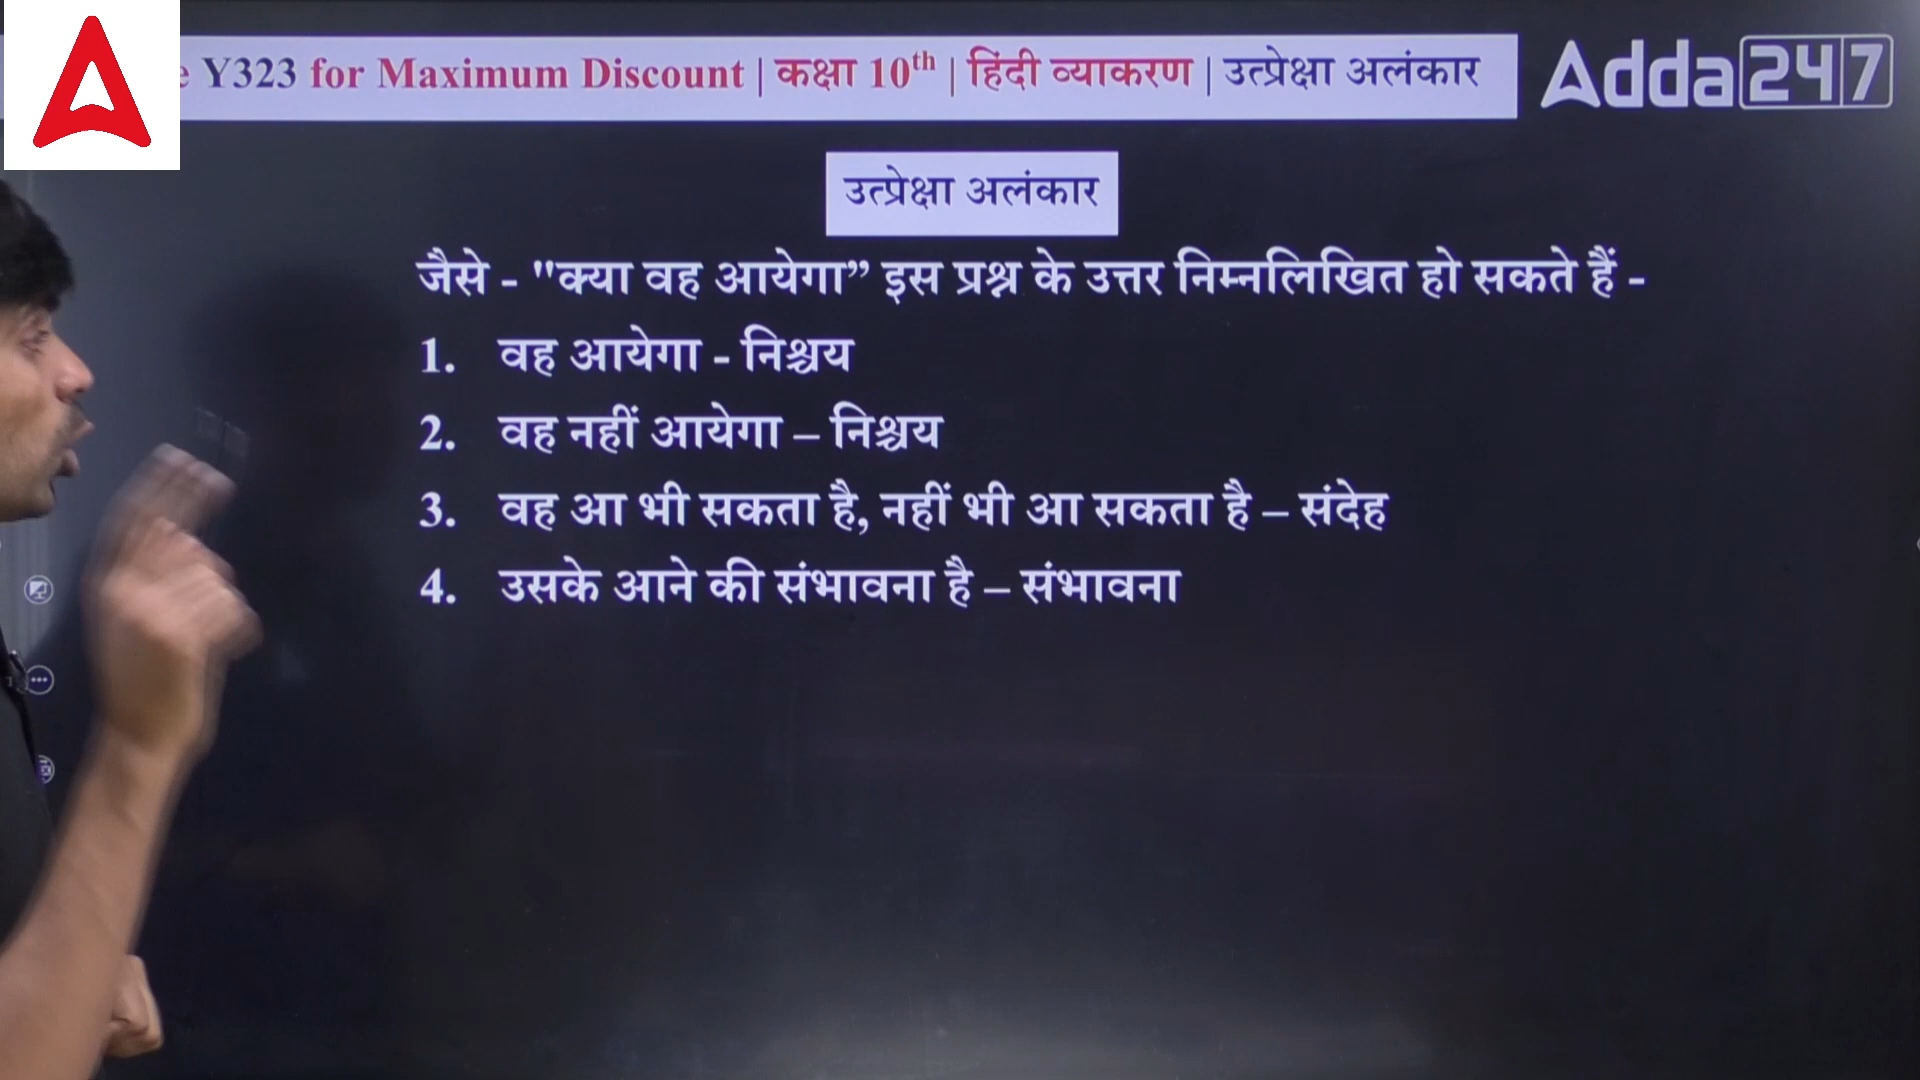 Y323 for Maximum Discount | कक्षा 10th | हिंदी व्याकरण | उत्प्रेक्षा अलंकार
Adda247
उत्प्रेक्षा अलंकार
जैसे - "क्या वह आयेगा” इस प्रश्न के उत्तर निम्नलिखित हो सकते हैं -
1. वह आयेगा - निश्चय
2. वह नहीं आयेगा – निश्चय
3. वह आ भी सकता है, नहीं भी आ सकता है – संदेह
4. उसके आने की संभावना है – संभावना